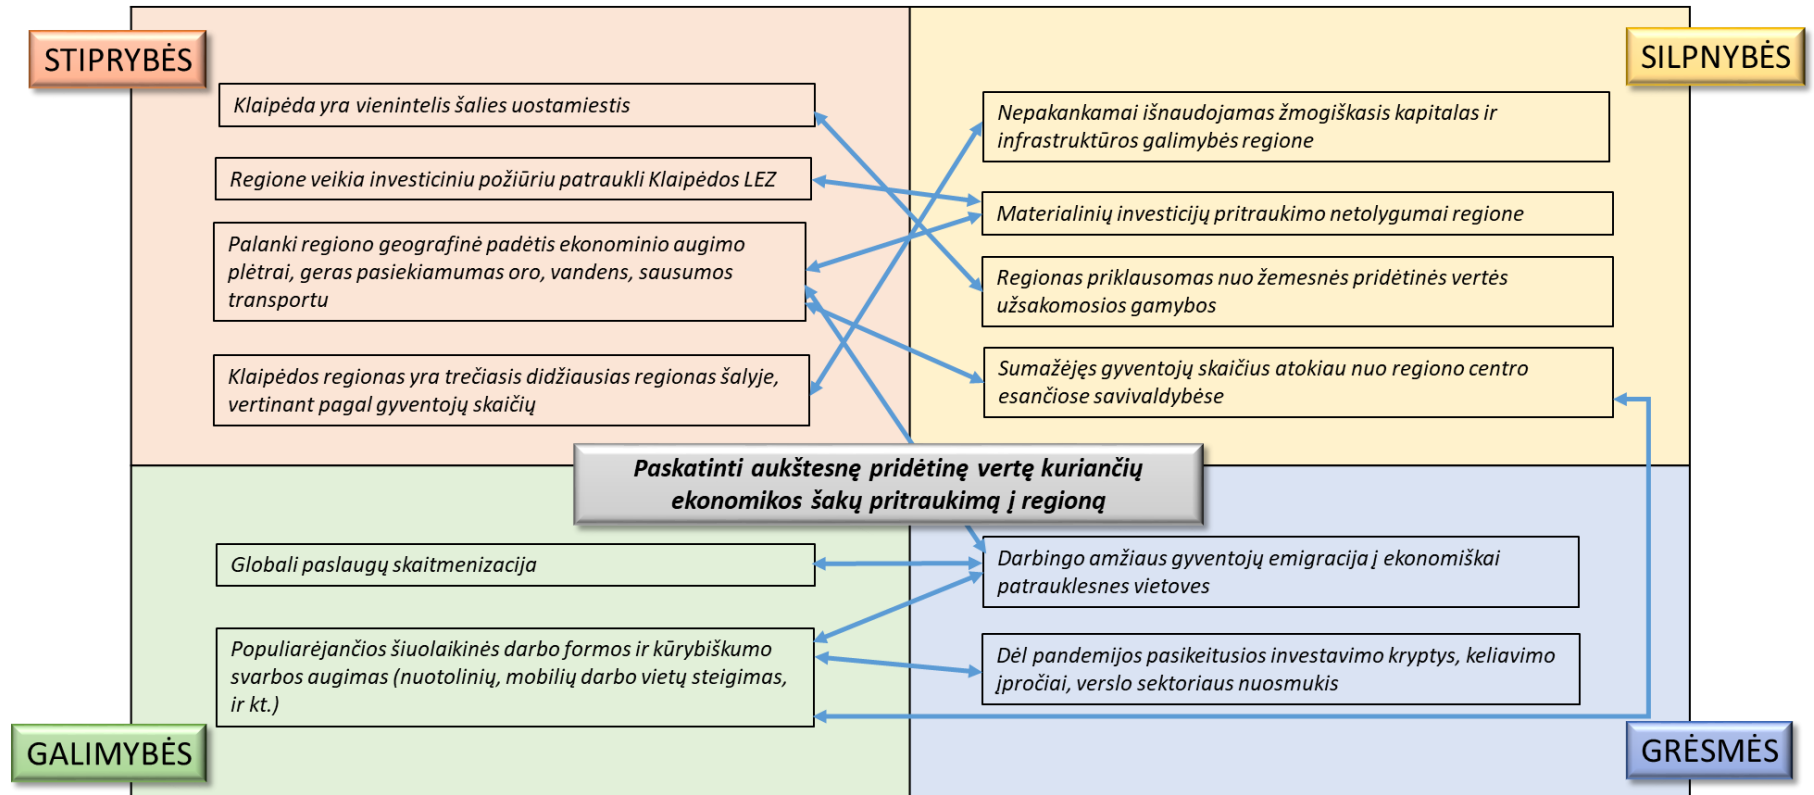 STIPRYBĖS
Klaipėda yra vienintelis šalies uostamiestis
Regione veikia investiciniu požiūriu patraukli Klaipėdos LEZ
Palanki regiono geografinė padėtis ekonominio augimo
plėtrai, geras pasiekiamumas oro, vandens, sausumos
transportu
Klaipėdos regionas yra trečiasis didžiausias regionas šalyje,
vertinant pagal gyventojų skaičių
SILPNYBĖS
Nepakankamai išnaudojamas žmogiškasis kapitalas ir
infrastruktūros galimybės regione
Materialinių investicijų pritraukimo netolygumai regione
Regionas priklausomas nuo žemesnės pridėtinės vertės
užsakomosios gamybos
Sumažėjęs gyventojų skaičius atokiau nuo regiono centro
esančiose savivaldybėse
Paskatinti aukštesnę pridėtinę vertę kuriančių
ekonomikos šakų pritraukimą į regioną
Globali paslaugų skaitmenizacija
Populiarėjančios šiuolaikinės darbo formos ir kūrybiškumo
svarbos augimas (nuotolinių, mobilių darbo vietų steigimas,
ir kt.)
GALIMYBĖS
Darbingo amžiaus gyventojų emigracija į ekonomiškai
patrauklesnes vietoves
Dėl pandemijos pasikeitusios investavimo kryptys, keliavimo
įpročiai, verslo sektoriaus nuosmukis
GRĖSMĖS